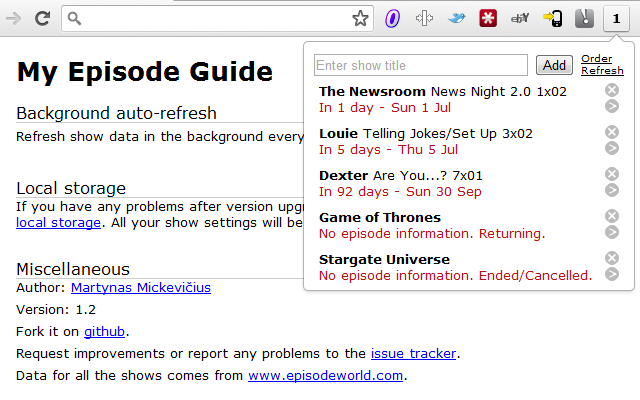 ebY
1
My Episode Guide
Background auto-refresh
Refresh show data in the background every
Local storage
If you have any problems after version upgr
local storage. All your show settings will be
Miscellaneous
Author: Martynas Mickevičius
Version: 1.2
Fork it on github.
Request improvements or report any problems to the issue tracker.
Data for all the shows comes from www.episodeworld.com.
Enter show title
Add
Order
Refresh
The Newsroom News Night 2.0 1x02
In 1 day - Sun 1 Jul
Louie Telling Jokes/Set Up 3x02
In 5 days - Thu 5 Jul
Dexter Are You...? 7x01
In 92 days - Sun 30 Sep
Game of Thrones
No episode information. Returning.
Stargate Universe
No episode information. Ended/Cancelled.